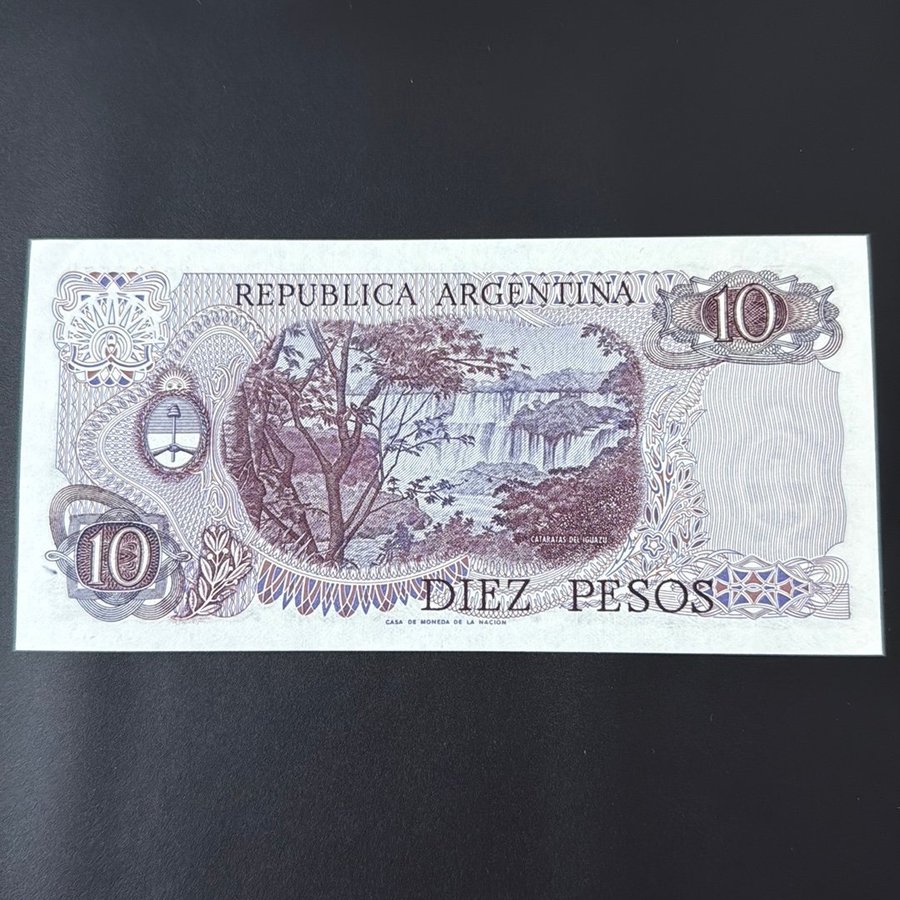 REPUBLICA ARGENTINA
10
CATARATAS DEL IGUAZU
10
DIEZ PESOS
CASA DE MONEDA DE LA NACION